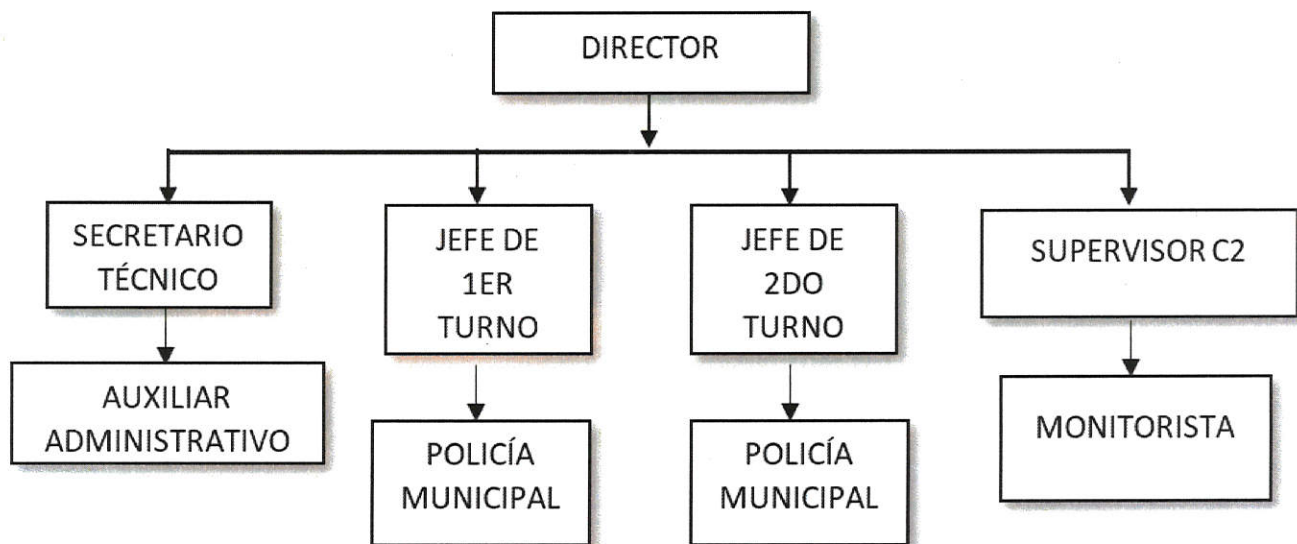 DIRECTOR
SECRETARIO
TÉCNICO
JEFE DE
1ER
TURNO
JEFE DE
2DO
TURNO
SUPERVISOR C2
AUXILIAR
ADMINISTRATIVO
POLICÍA
MUNICIPAL
POLICÍA
MUNICIPAL
MONITORISTA